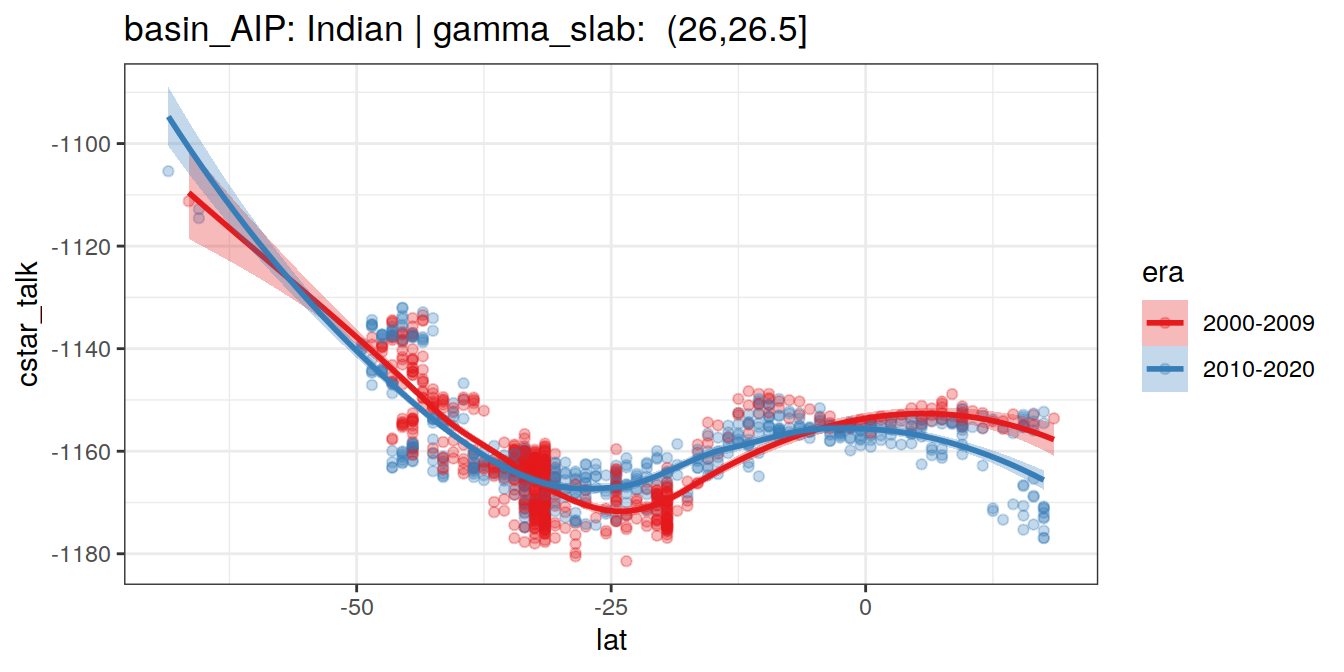 basin_AIP: Indian | gamma_slab:  (26,26.5]
-1100
-1120
-1140
-1160
-1180
cstar_talk
-50
-25
0
lat
era
2000-2009
2010-2020